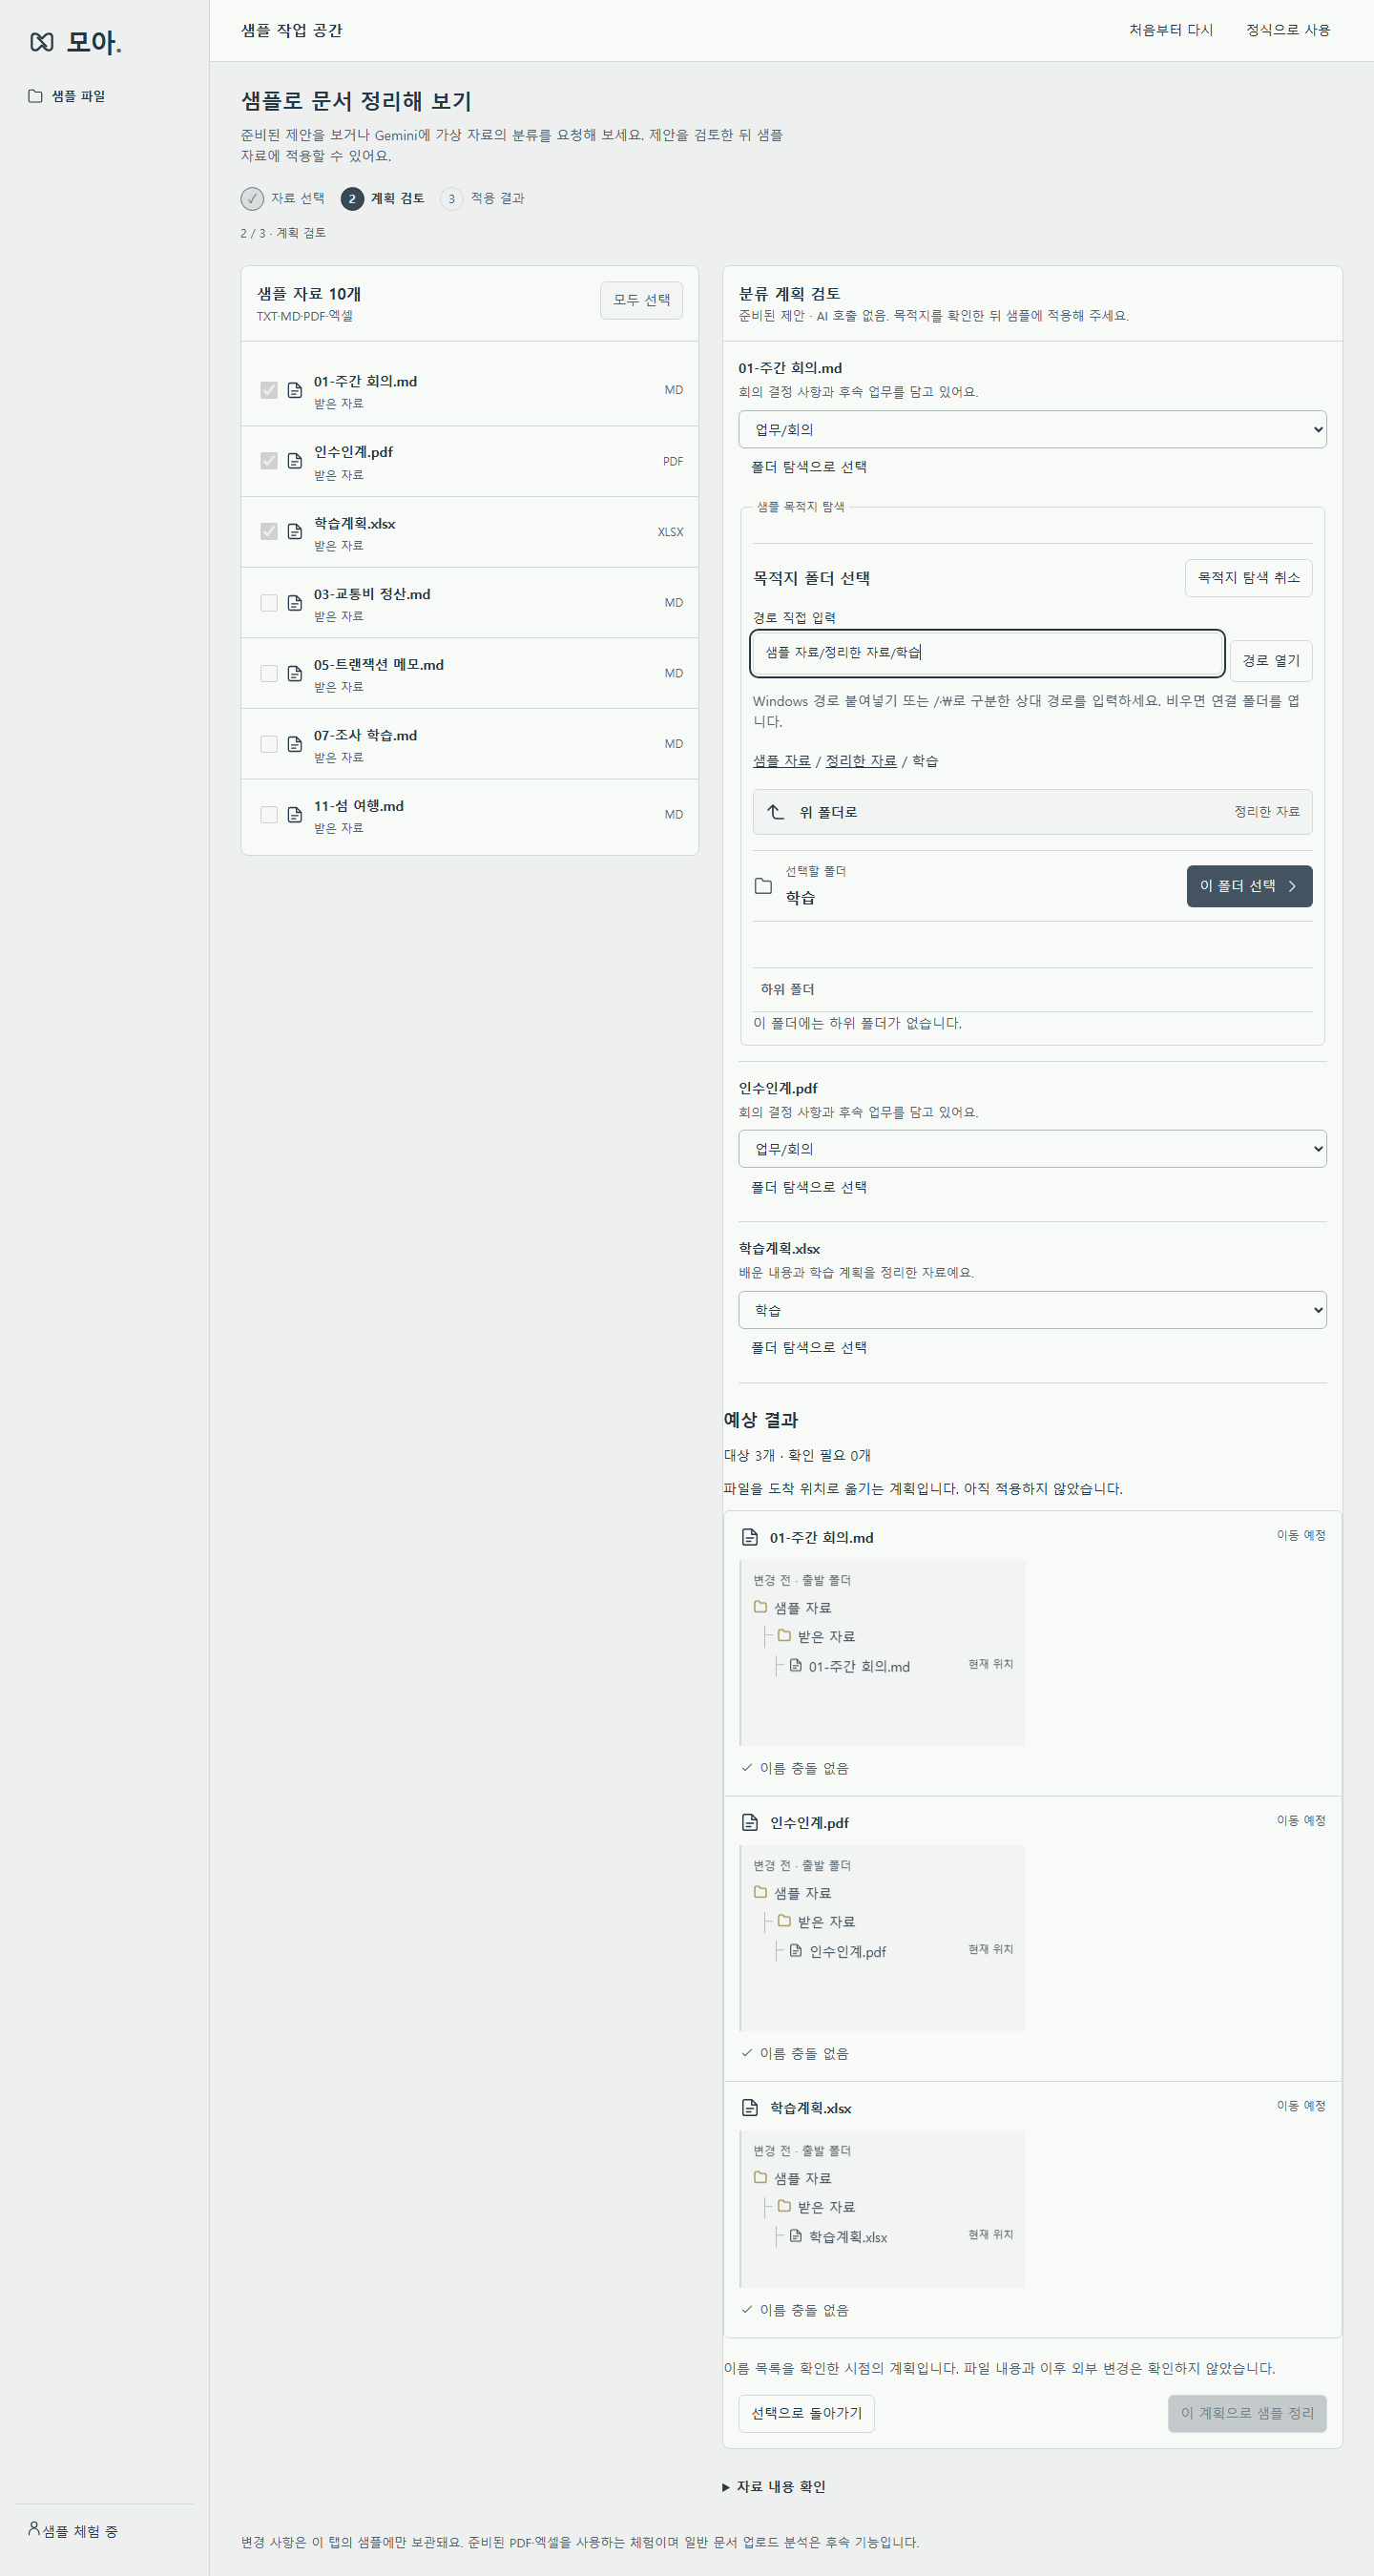 모아.
샘플 파일
샘플 작업 공간
처음부터 다시
정식으로 사용
샘플로 문서 정리해 보기
준비된 제안을 보거나 Gemini에 가상 자료의 분류를 요청해 보세요. 제안을 검토한 뒤 샘플
자료에 적용할 수 있어요.
✓ 자료 선택
2 계획 검토
3 적용 결과
2 / 3 · 계획 검토
샘플 자료 10개
TXT·MD·PDF·엑셀
모두 선택
01-주간 회의.md
받은 자료
MD
인수인계.pdf
받은 자료
PDF
학습계획.xlsx
받은 자료
XLSX
03-교통비 정산.md
받은 자료
MD
05-트랜잭션 메모.md
받은 자료
MD
07-조사 학습.md
받은 자료
MD
11-섬 여행.md
받은 자료
MD
분류 계획 검토
준비된 제안 · AI 호출 없음. 목적지를 확인한 뒤 샘플에 적용해 주세요.
01-주간 회의.md
회의 결정 사항과 후속 업무를 담고 있어요.
업무/회의
폴더 탐색으로 선택
샘플 목적지 탐색
목적지 폴더 선택
목적지 탐색 취소
경로 직접 입력
샘플 자료/정리한 자료/학습
경로 열기
Windows 경로 붙여넣기 또는 /·₩로 구분한 상대 경로를 입력하세요. 비우면 연결 폴더를 엽
니다.
샘플 자료 / 정리한 자료 / 학습
위 폴더로
정리한 자료
선택할 폴더
학습
이 폴더 선택
하위 폴더
이 폴더에는 하위 폴더가 없습니다.
인수인계.pdf
회의 결정 사항과 후속 업무를 담고 있어요.
업무/회의
폴더 탐색으로 선택
학습계획.xlsx
배운 내용과 학습 계획을 정리한 자료예요.
학습
폴더 탐색으로 선택
예상 결과
대상 3개 · 확인 필요 0개
파일을 도착 위치로 옮기는 계획입니다. 아직 적용하지 않았습니다.
01-주간 회의.md
이동 예정
변경 전 · 출발 폴더
샘플 자료
받은 자료
01-주간 회의.md
현재 위치
이름 충돌 없음
인수인계.pdf
이동 예정
변경 전 · 출발 폴더
샘플 자료
받은 자료
인수인계.pdf
현재 위치
이름 충돌 없음
학습계획.xlsx
이동 예정
변경 전 · 출발 폴더
샘플 자료
받은 자료
학습계획.xlsx
현재 위치
이름 충돌 없음
이름 목록을 확인한 시점의 계획입니다. 파일 내용과 이후 외부 변경은 확인하지 않았습니다.
선택으로 돌아가기
이 계획으로 샘플 정리
자료 내용 확인
샘플 체험 중
변경 사항은 이 탭의 샘플에만 보관돼요. 준비된 PDF·엑셀을 사용하는 체험이며 일반 문서 업로드 분석은 후속 기능입니다.